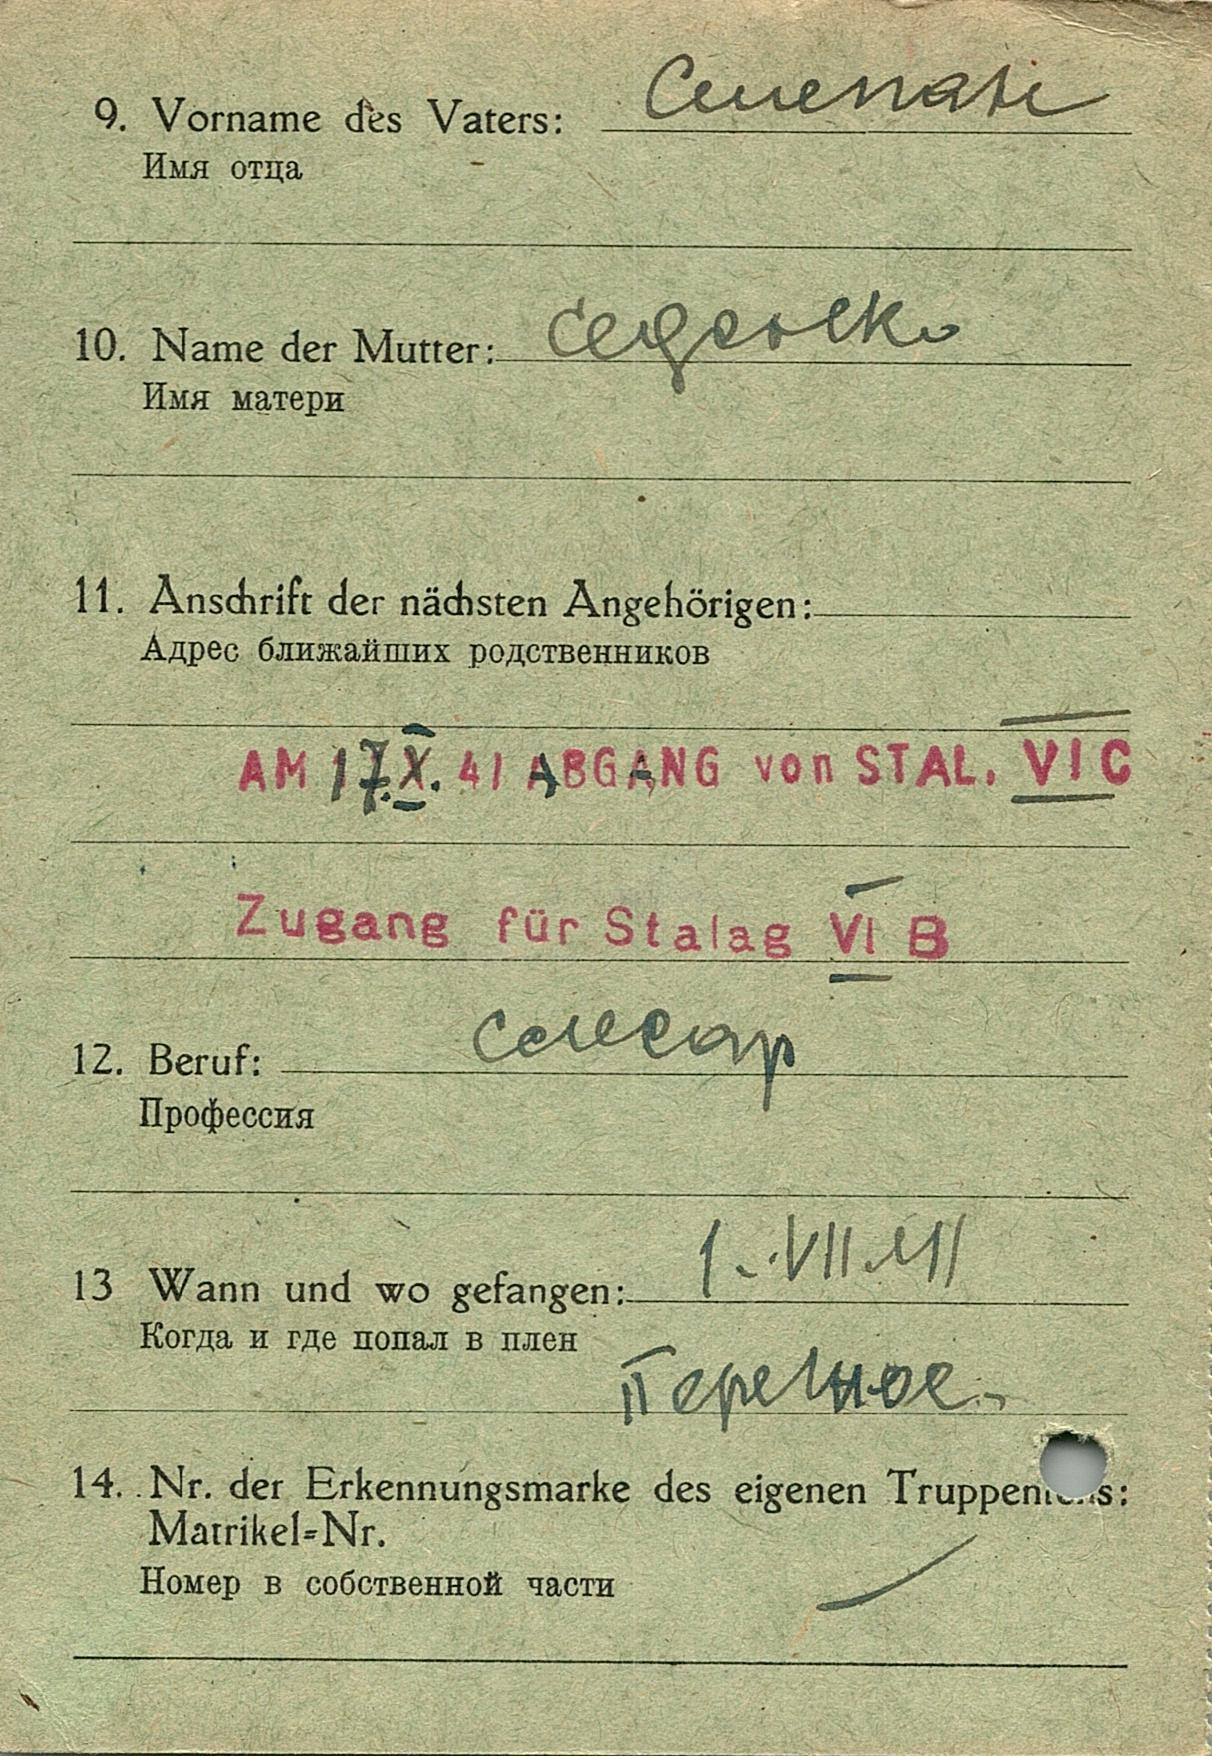 9. Vorname des Vaters:
Имя отца
10. Name der Mutter:
Имя матери
11. Anschrift der nächsten Angehörigen:
Адрес ближайших родственников
AM 17.X.41 ABGANG von STAL. VI C
Zugang für Stalag VI B
12. Beruf: слесар
Профессия
13 Wann und wo gefangen: 1.VII.41
Когда и где попал в плен
14. Nr. der Erkennungsmarke des eigenen
Matrikel=Nr.
Номер в собственной части